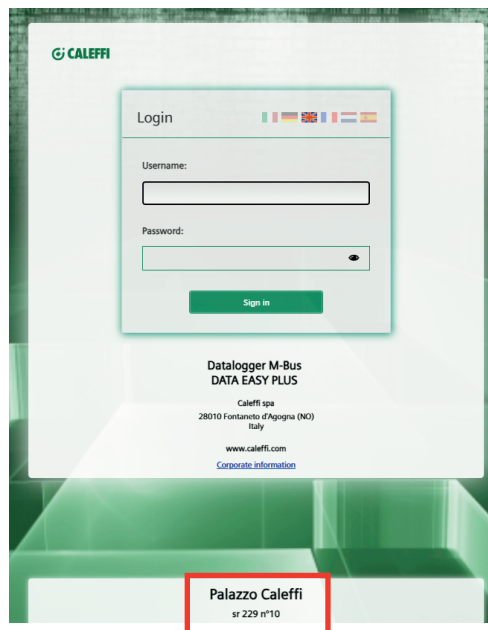 CALEFFI
Login
Username:
Password:
Sign in
Datalogger M-Bus
DATA EASY PLUS
Caleffi spa
28010 Fontaneto d'Agogna (NO)
Italy
www.caleffi.com
Corporate information
Palazzo Caleffi
sr 229 n°10